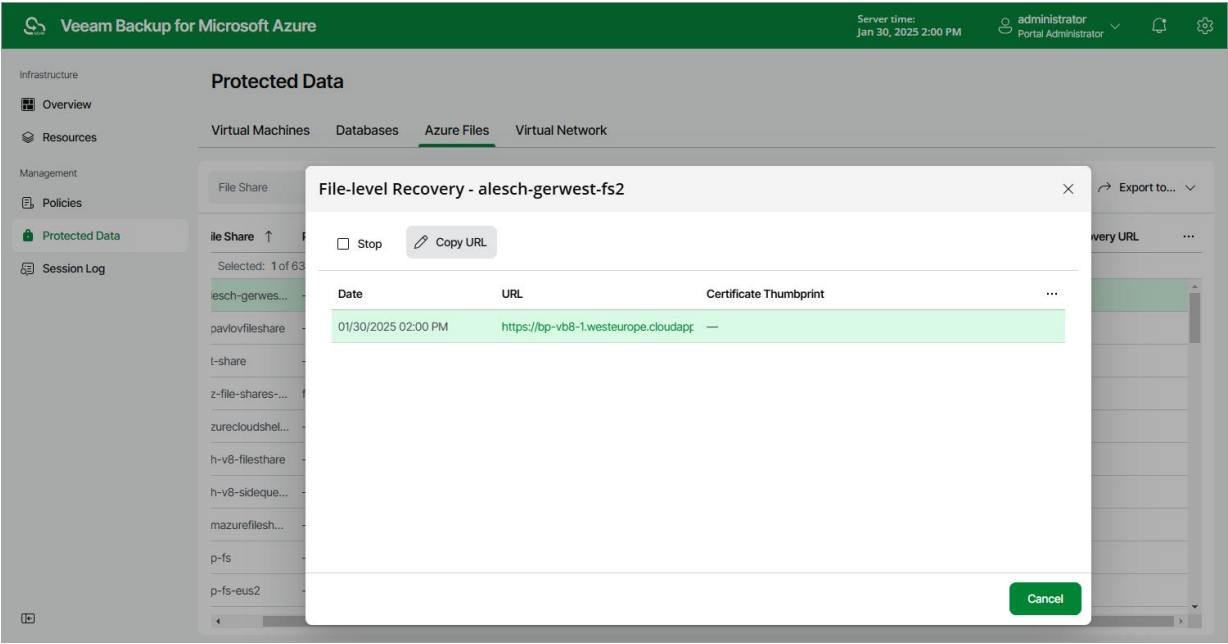 Veeam Backup for Microsoft Azure
Server time:
Jan 30, 2025 2:00 PM
administrator
Portal Administrator
Infrastructure
Overview
Resources
Management
Policies
Protected Data
Session Log
Protected Data
Virtual Machines Databases Azure Files Virtual Network
File Share
Export to...
ile Share
very URL
Selected: 1 of 63
esch-gerwes...
pavlovfileshare
t-share
z-file-shares-...
zurecloudshel...
h-v8-filesthare
h-v8-sideque...
mazurefilesh...
p-fs
p-fs-eus2
File-level Recovery - alesch-gerwest-fs2
Stop Copy URL
Date URL Certificate Thumbprint ...
01/30/2025 02:00 PM https://bp-vb8-1.westeurope.cloudapp —
Cancel